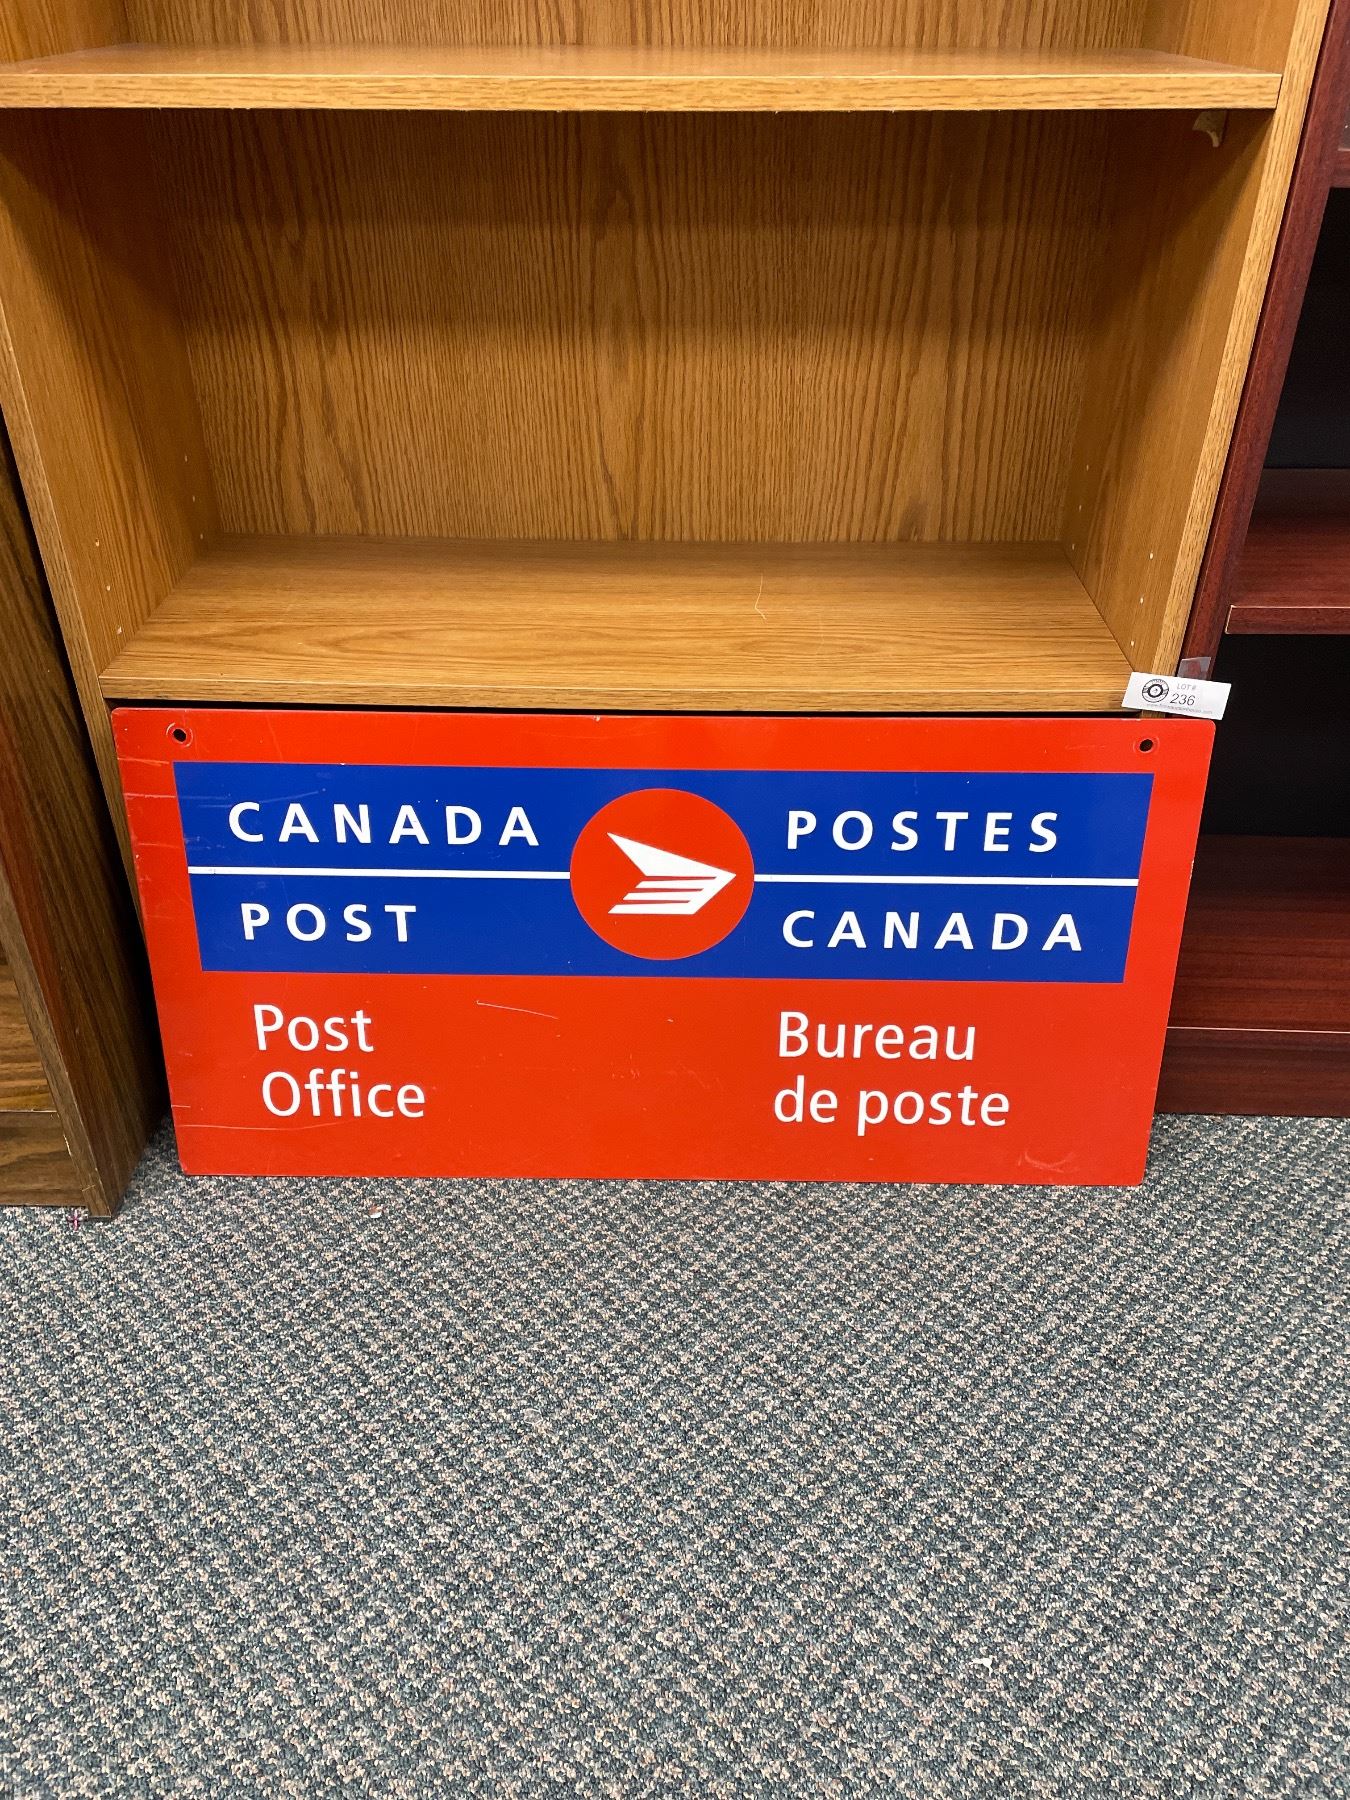 LOT#
236
CANADA
POST
POSTES
CANADA
Post
Office
Bureau
de poste